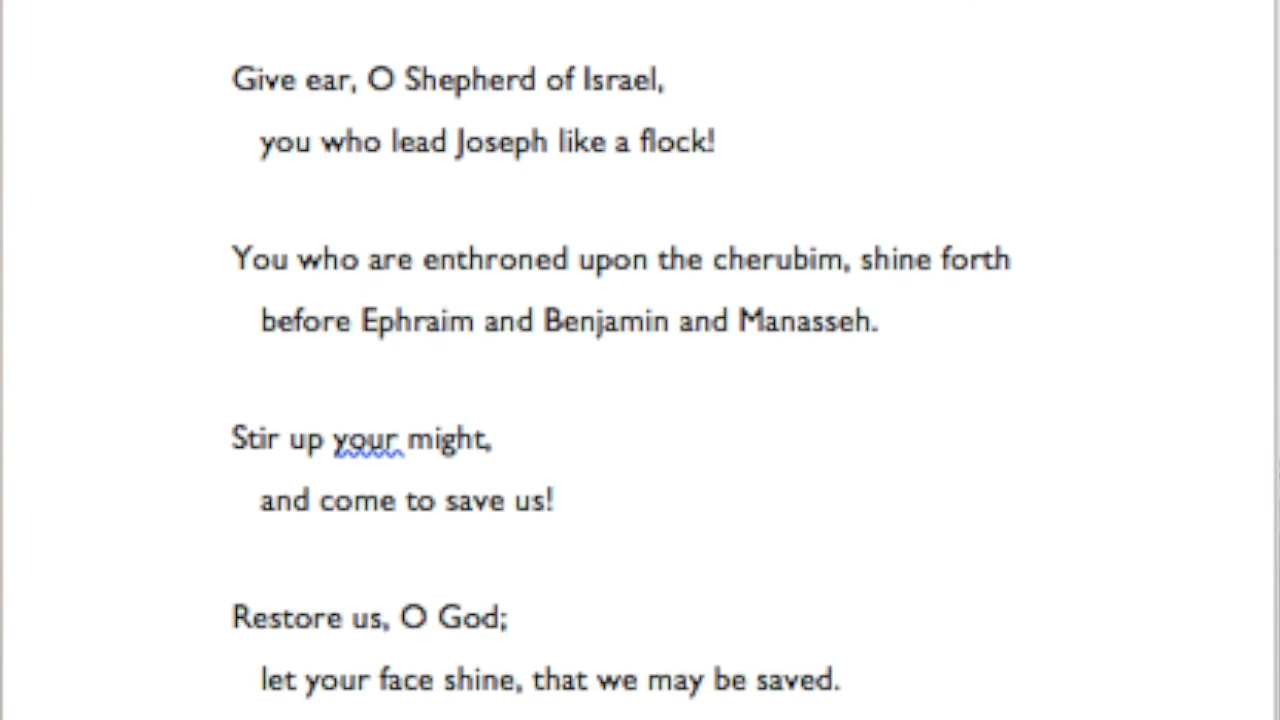 Give ear, O Shepherd of Israel,
you who lead Joseph like a flock!
You who are enthroned upon the cherubim, shine forth
before Ephraim and Benjamin and Manasseh.
Stir up your might,
and come to save us!
Restore us, O God;
let your face shine, that we may be saved.